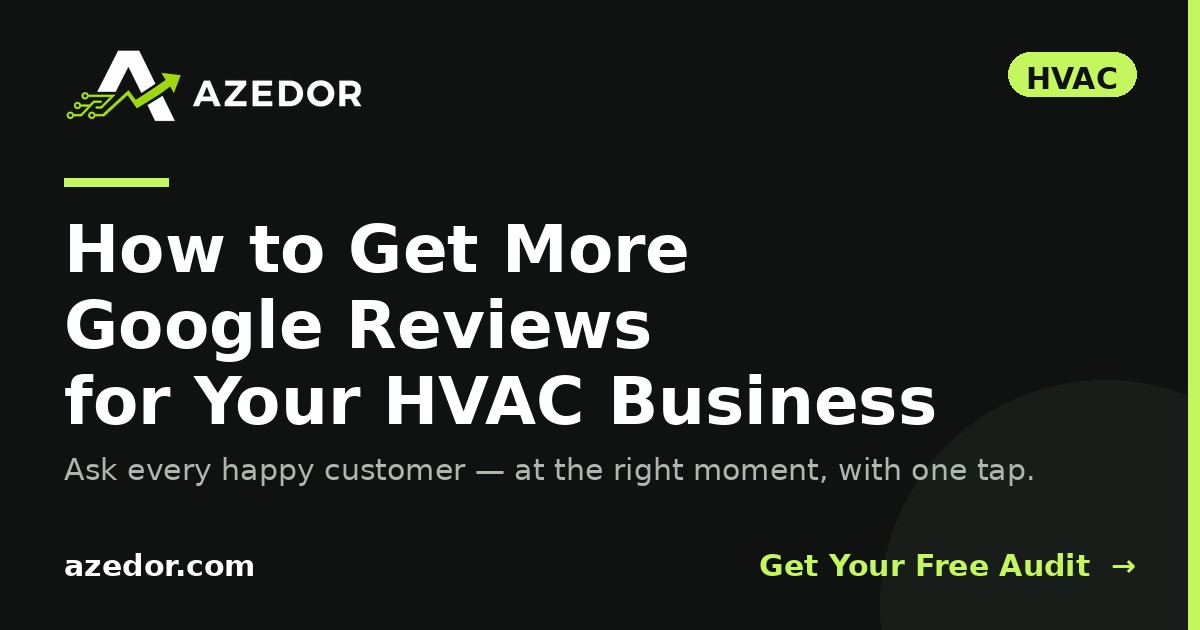 AZEDOR
HVAC
How to Get More
Google Reviews
for Your HVAC Business
Ask every happy customer — at the right moment, with one tap.
azedor.com
Get Your Free Audit →